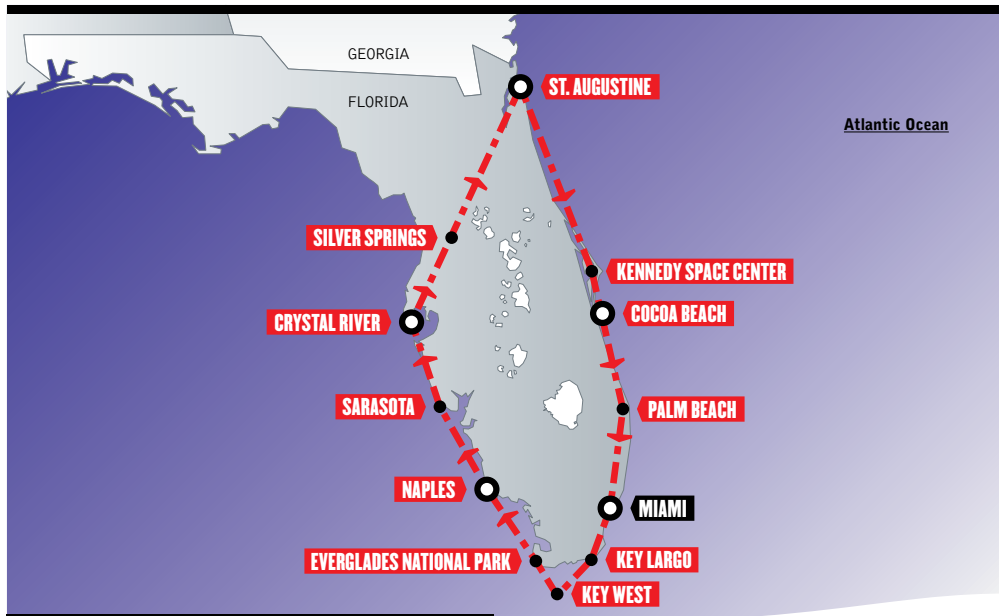 GEORGIA
FLORIDA
ST. AUGUSTINE
Atlantic Ocean
SILVER SPRINGS
KENNEDY SPACE CENTER
CRYSTAL RIVER
COCOA BEACH
SARASOTA
PALM BEACH
NAPLES
MIAMI
EVERGLADES NATIONAL PARK
KEY LARGO
KEY WEST